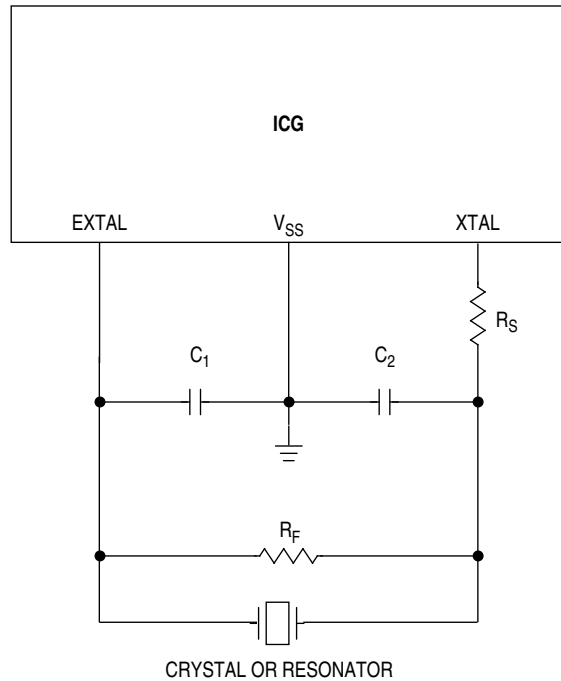 ICG
EXTAL
VSS
XTAL
RS
C1
C2
RF
CRYSTAL OR RESONATOR